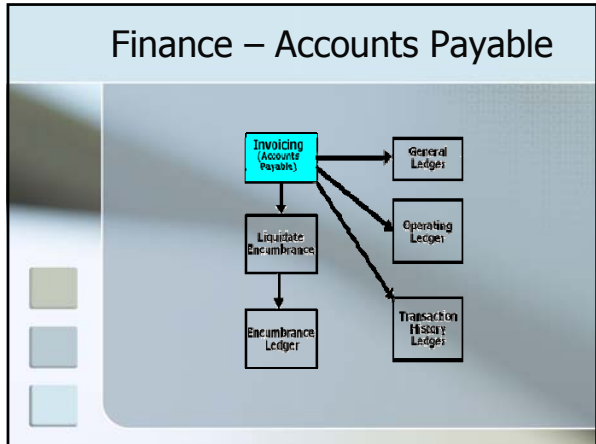 Finance – Accounts Payable
Invoicing
(Accounts
Payable)
General
Ledger
Liquidate
Encumbrance
Operating
Ledger
Encumbrance
Ledger
Transaction
History
Ledger